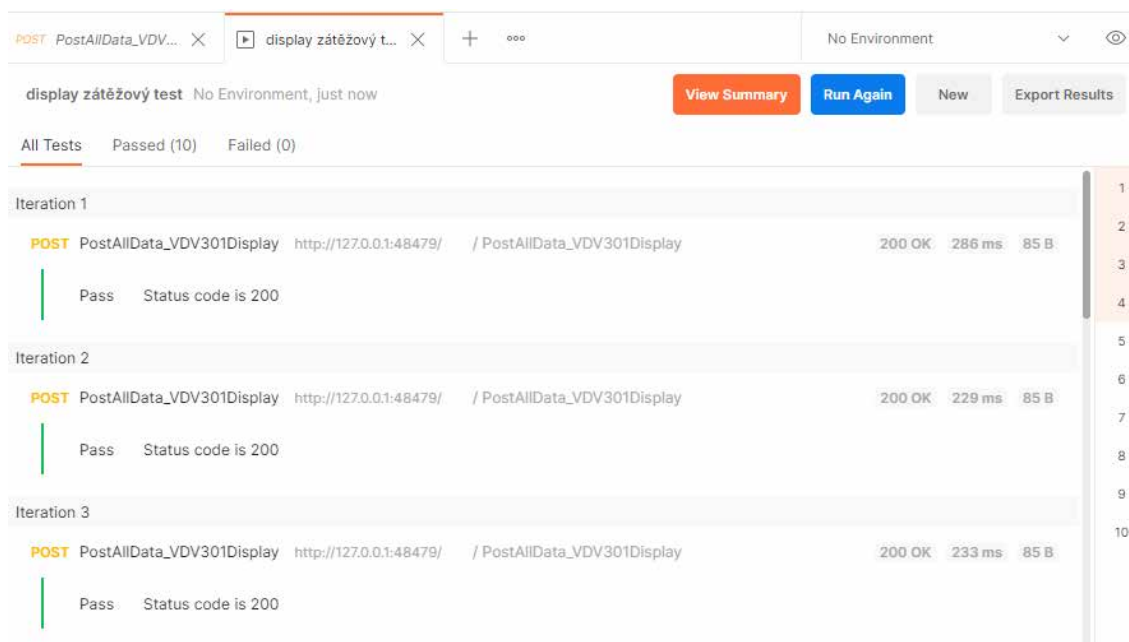 POST PostAllData_VDV... display zátěžový t... No Environment
display zátěžový test No Environment, just now View Summary Run Again New Export Results
All Tests Passed (10) Failed (0)
Iteration 1
POST PostAllData_VDV301Display http://127.0.0.1:48479/ / PostAllData_VDV301Display 200 OK 286 ms 85 B
Pass Status code is 200
Iteration 2
POST PostAllData_VDV301Display http://127.0.0.1:48479/ / PostAllData_VDV301Display 200 OK 229 ms 85 B
Pass Status code is 200
Iteration 3
POST PostAllData_VDV301Display http://127.0.0.1:48479/ / PostAllData_VDV301Display 200 OK 233 ms 85 B
Pass Status code is 200
1
2
3
4
5
6
7
8
9
10